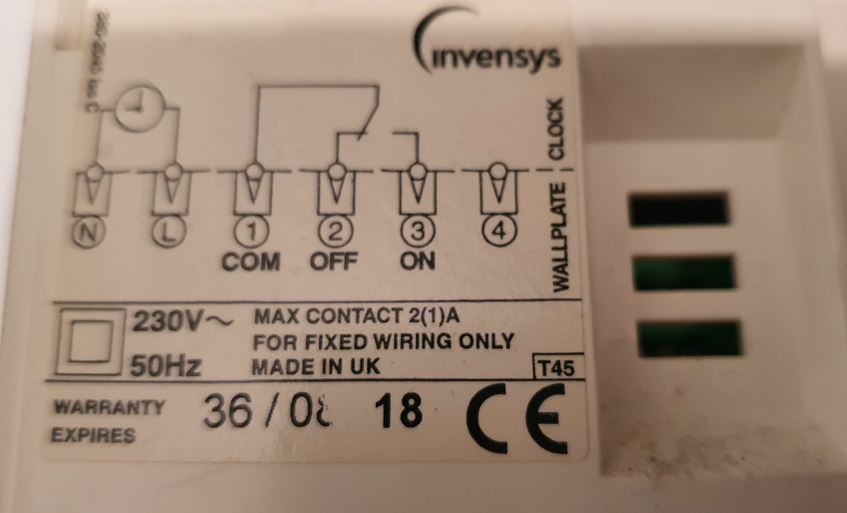 invensys
CLOCK
WALLPLATE
N L 1 2 3 4
COM OFF ON
230V~ MAX CONTACT 2(1)A
FOR FIXED WIRING ONLY
50Hz MADE IN UK
T45
WARRANTY EXPIRES 36 / 18
CE